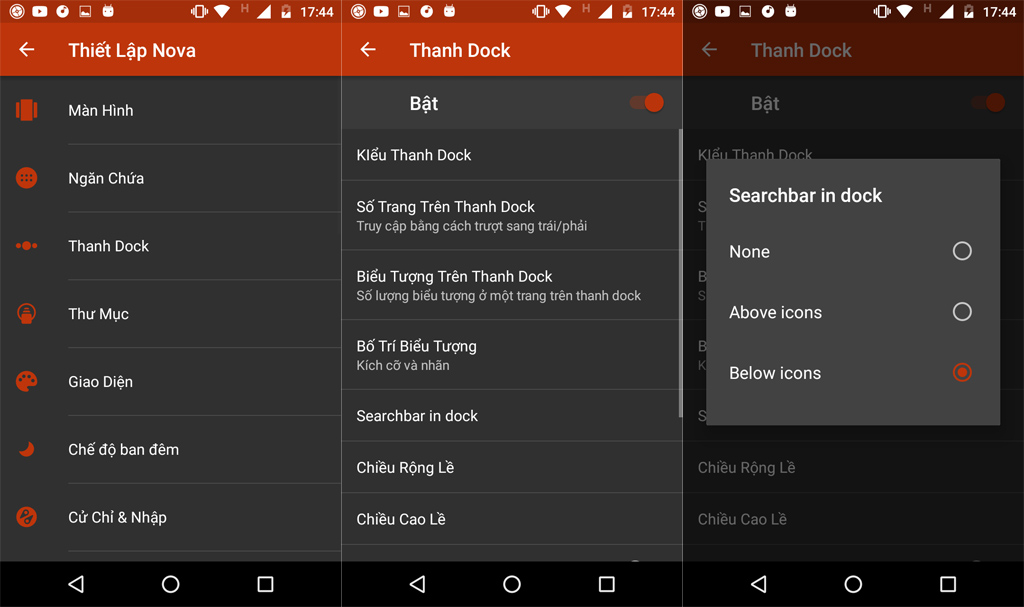 17:44
Thiết Lập Nova
Màn Hình
Ngăn Chứa
Thanh Dock
Thư Mục
Giao Diện
Chế độ ban đêm
Cử Chỉ & Nhập
H 17:44
Thanh Dock
Bật
KIểu Thanh Dock
Số Trang Trên Thanh Dock
Truy cập bằng cách trượt sang trái/phải
Biểu Tượng Trên Thanh Dock
Số lượng biểu tượng ở một trang trên thanh dock
Bố Trí Biểu Tượng
Kích cỡ và nhãn
Searchbar in dock
Chiều Rộng Lề
Chiều Cao Lề
H 17:44
Thanh Dock
Bật
KIểu Thanh Dock
Searchbar in dock
None
Above icons
Below icons
Chiều Rộng Lề
Chiều Cao Lề